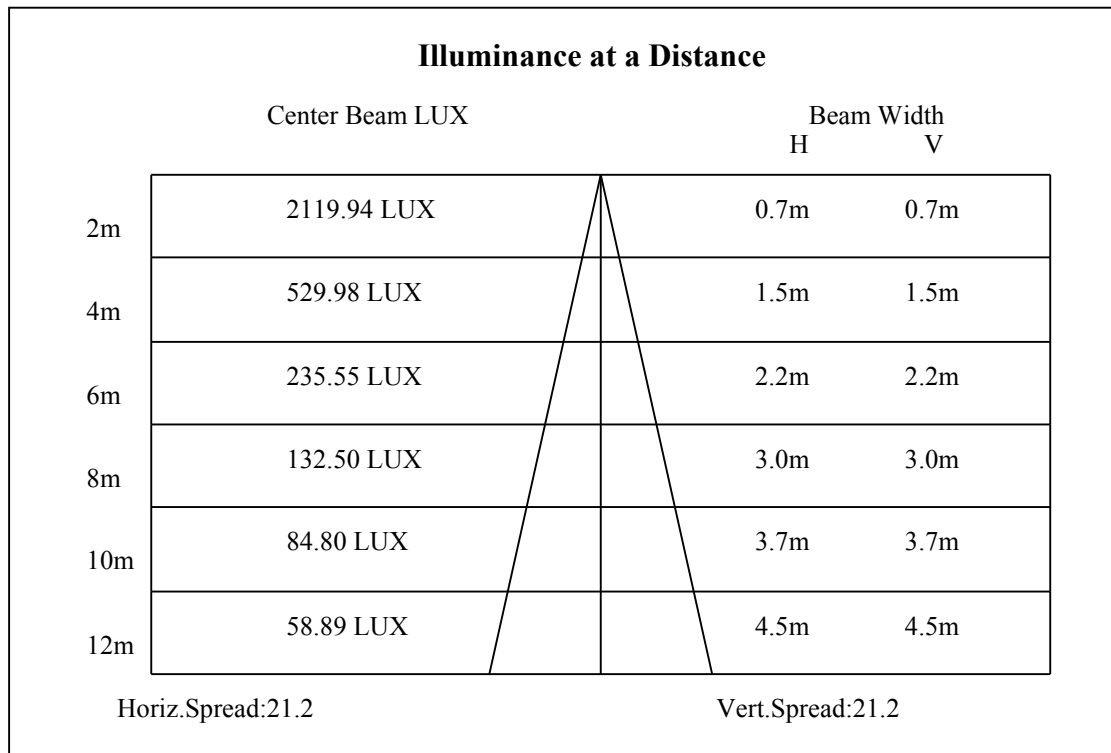 Illuminance at a Distance
Center Beam LUX Beam Width
H V
2m 2119.94 LUX 0.7m 0.7m
4m 529.98 LUX 1.5m 1.5m
6m 235.55 LUX 2.2m 2.2m
8m 132.50 LUX 3.0m 3.0m
10m 84.80 LUX 3.7m 3.7m
12m 58.89 LUX 4.5m 4.5m
Horiz.Spread:21.2 Vert.Spread:21.2